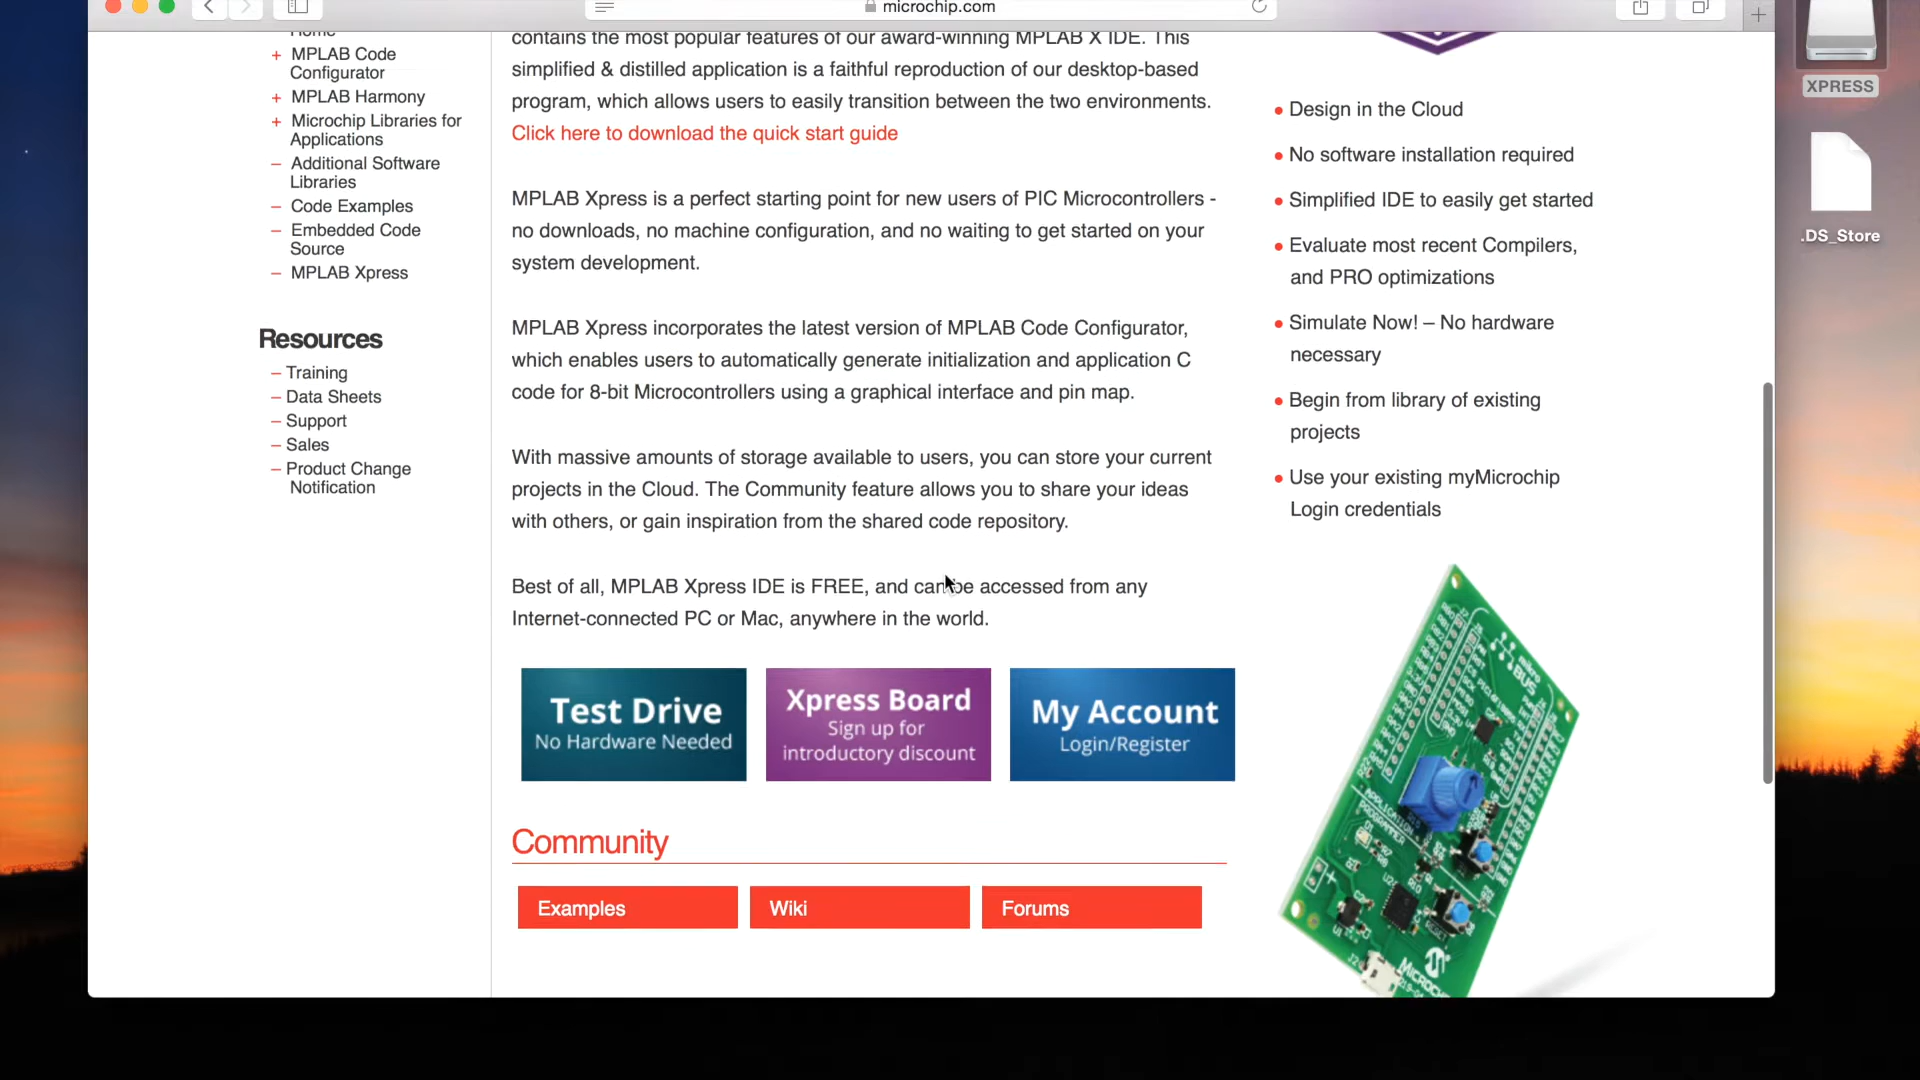 microchip.com
Home
+ MPLAB Code
Configurator
+ MPLAB Harmony
+ Microchip Libraries for
Applications
– Additional Software
Libraries
– Code Examples
– Embedded Code
Source
– MPLAB Xpress
Resources
– Training
– Data Sheets
– Support
– Sales
– Product Change
Notification
contains the most popular features of our award-winning MPLAB X IDE. This
simplified & distilled application is a faithful reproduction of our desktop-based
program, which allows users to easily transition between the two environments.
Click here to download the quick start guide
MPLAB Xpress is a perfect starting point for new users of PIC Microcontrollers -
no downloads, no machine configuration, and no waiting to get started on your
system development.
MPLAB Xpress incorporates the latest version of MPLAB Code Configurator,
which enables users to automatically generate initialization and application C
code for 8-bit Microcontrollers using a graphical interface and pin map.
With massive amounts of storage available to users, you can store your current
projects in the Cloud. The Community feature allows you to share your ideas
with others, or gain inspiration from the shared code repository.
Best of all, MPLAB Xpress IDE is FREE, and can be accessed from any
Internet-connected PC or Mac, anywhere in the world.
Test Drive
No Hardware Needed
Xpress Board
Sign up for
introductory discount
My Account
Login/Register
Community
Examples
Wiki
Forums
• Design in the Cloud
• No software installation required
• Simplified IDE to easily get started
• Evaluate most recent Compilers,
and PRO optimizations
• Simulate Now! – No hardware
necessary
• Begin from library of existing
projects
• Use your existing myMicrochip
Login credentials
mikro
BUS
APPLICATION
PROGRAMMER
RESET
MICROCHIP
XPRESS
.DS_Store